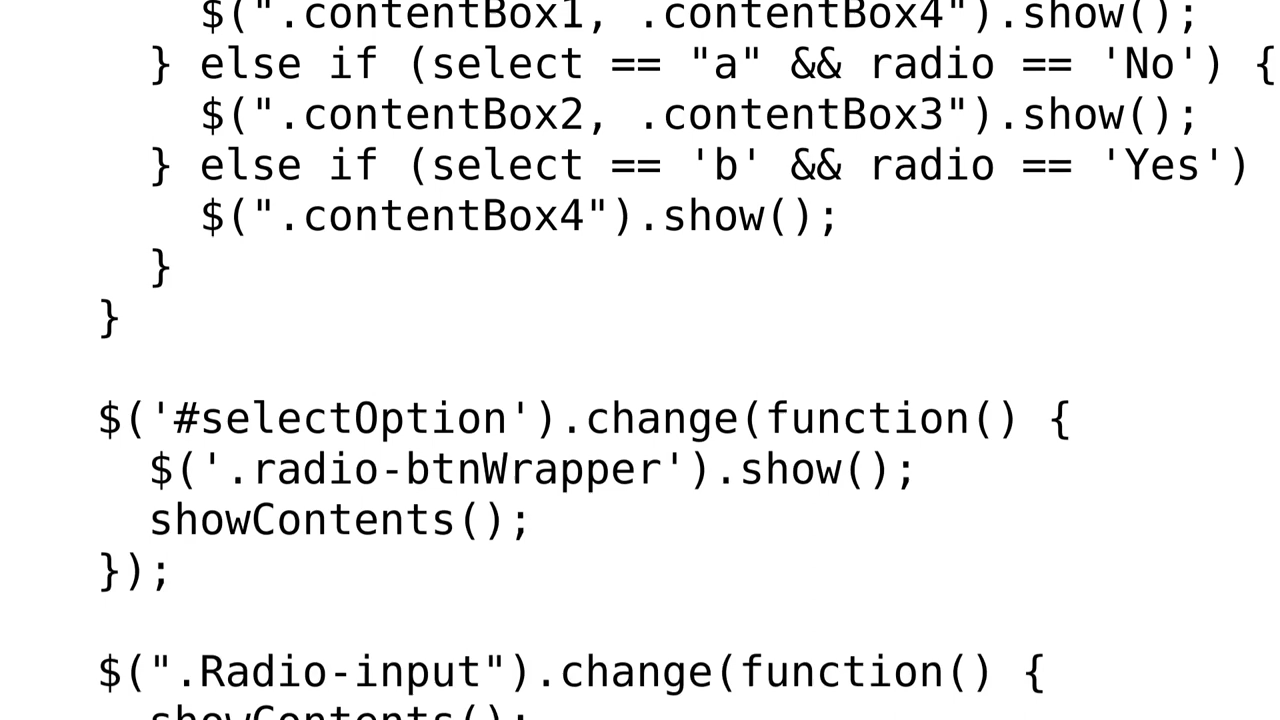 $(".contentBox1, .contentBox4").show();
} else if (select == "a" && radio == 'No') {
$(".contentBox2, .contentBox3").show();
} else if (select == 'b' && radio == 'Yes')
$(".contentBox4").show();
}
}
$('#selectOption').change(function() {
$('.radio-btnWrapper').show();
showContents();
});
$(".Radio-input").change(function() {
showContents();